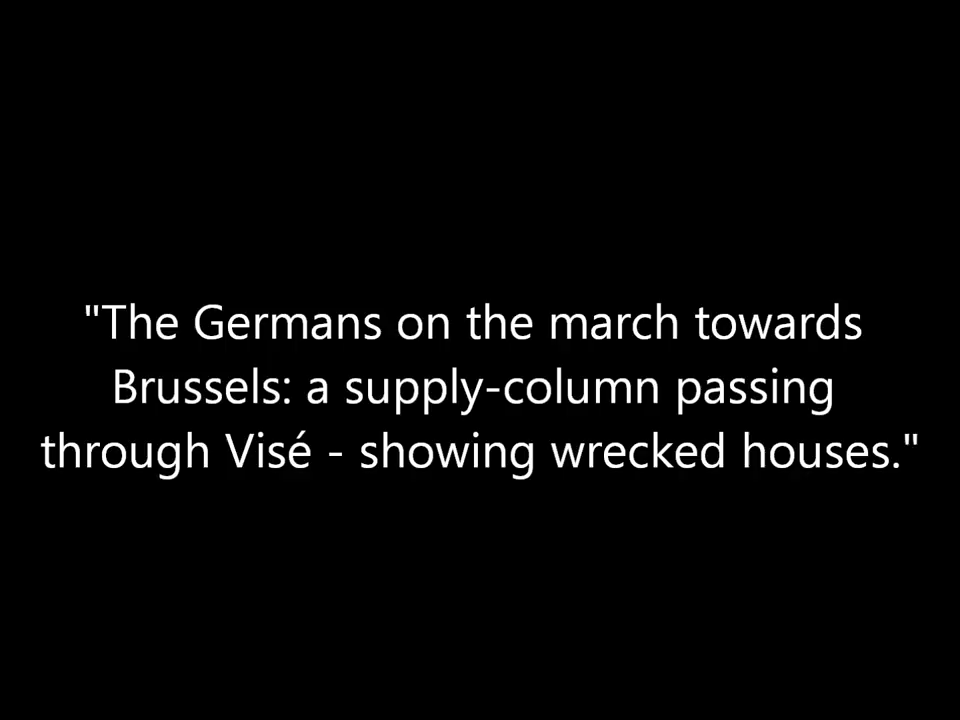 "The Germans on the march towards
Brussels: a supply-column passing
through Visé - showing wrecked houses."